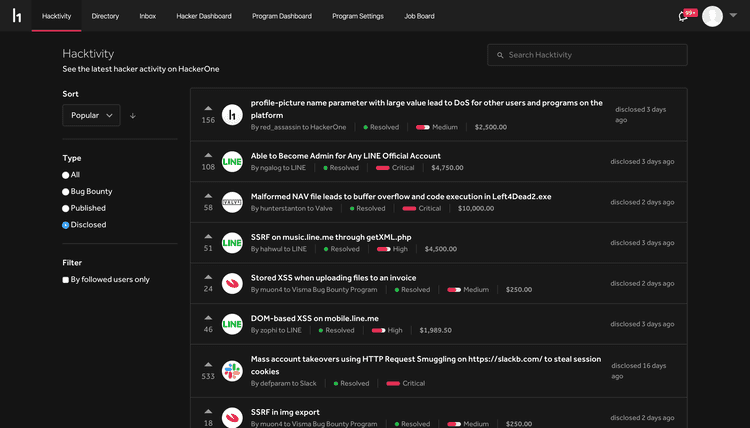 Hacktivity Directory Inbox Hacker Dashboard Program Dashboard Program Settings Job Board 99+
Hacktivity
See the latest hacker activity on HackerOne
Search Hacktivity
Sort
Popular
Type
All
Bug Bounty
Published
Disclosed
Filter
By followed users only
156
profile-picture name parameter with large value lead to DoS for other users and programs on the
platform
By red_assassin to HackerOne Resolved Medium $2,500.00
disclosed 3 days
ago
108
LINE
Able to Become Admin for Any LINE Official Account
By ngalog to LINE Resolved Critical $4,750.00
disclosed 3 days ago
58
VALVE
Malformed NAV file leads to buffer overflow and code execution in Left4Dead2.exe
By hunterstanton to Valve Resolved Critical $10,000.00
disclosed 2 days ago
51
LINE
SSRF on music.line.me through getXML.php
By hahwul to LINE Resolved High $4,500.00
disclosed 3 days ago
24
Stored XSS when uploading files to an invoice
By muon4 to Visma Bug Bounty Program Resolved Medium $250.00
disclosed 2 days ago
46
LINE
DOM-based XSS on mobile.line.me
By zophi to LINE Resolved High $1,989.50
disclosed 3 days ago
533
Mass account takeovers using HTTP Request Smuggling on https://slackb.com/ to steal session
cookies
By defparam to Slack Resolved Critical
disclosed 16 days
ago
18
SSRF in img export
By muon4 to Visma Bug Bounty Program Resolved Medium $250.00
disclosed 2 days ago